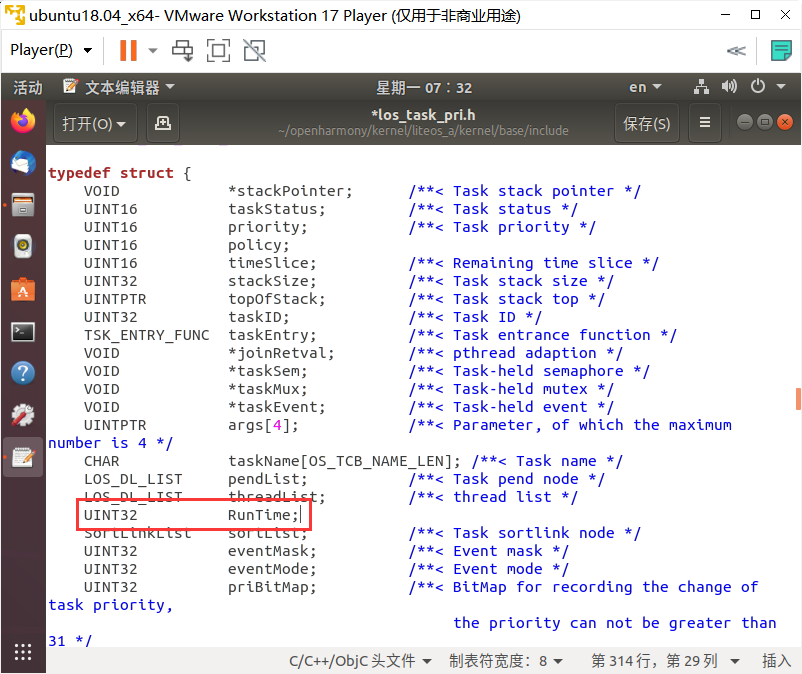 ubuntu18.04_x64- VMware Workstation 17 Player (仅用于非商业用途)
Player(P)
活动 文本编辑器 星期一 07：32 en
打开(O) *los_task_pri.h 保存(S)
~/openharmony/kernel/liteos_a/kernel/base/include
typedef struct {
VOID *stackPointer; /**< Task stack pointer */
UINT16 taskStatus; /**< Task status */
UINT16 priority; /**< Task priority */
UINT16 policy;
UINT16 timeSlice; /**< Remaining time slice */
UINT32 stackSize; /**< Task stack size */
UINTPTR topOfStack; /**< Task stack top */
UINT32 taskID; /**< Task ID */
TSK_ENTRY_FUNC taskEntry; /**< Task entrance function */
VOID *joinRetval; /**< pthread adaption */
VOID *taskSem; /**< Task-held semaphore */
VOID *taskMux; /**< Task-held mutex */
VOID *taskEvent; /**< Task-held event */
UINTPTR args[4]; /**< Parameter, of which the maximum
number is 4 */
CHAR taskName[OS_TCB_NAME_LEN]; /**< Task name */
LOS_DL_LIST pendList; /**< Task pend node */
LOS_DL_LIST threadList; /**< thread list */
UINT32 RunTime;
SortLinkList sortList; /**< Task sortlink node */
UINT32 eventMask; /**< Event mask */
UINT32 eventMode; /**< Event mode */
UINT32 priBitMap; /**< BitMap for recording the change of
task priority,
the priority can not be greater than
31 */
C/C++/ObjC 头文件 制表符宽度：8 第 314 行，第 29 列 插入